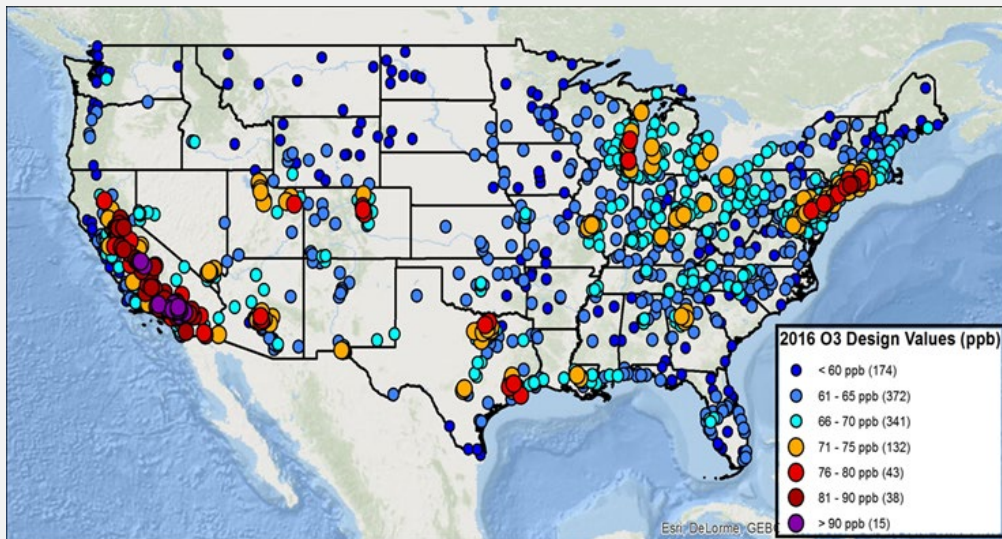 2016 O3 Design Values (ppb)
< 60 ppb (174)
61 - 65 ppb (372)
66 - 70 ppb (341)
71 - 75 ppb (132)
76 - 80 ppb (43)
81 - 90 ppb (38)
> 90 ppb (15)
Esri, DeLorme, GEBC